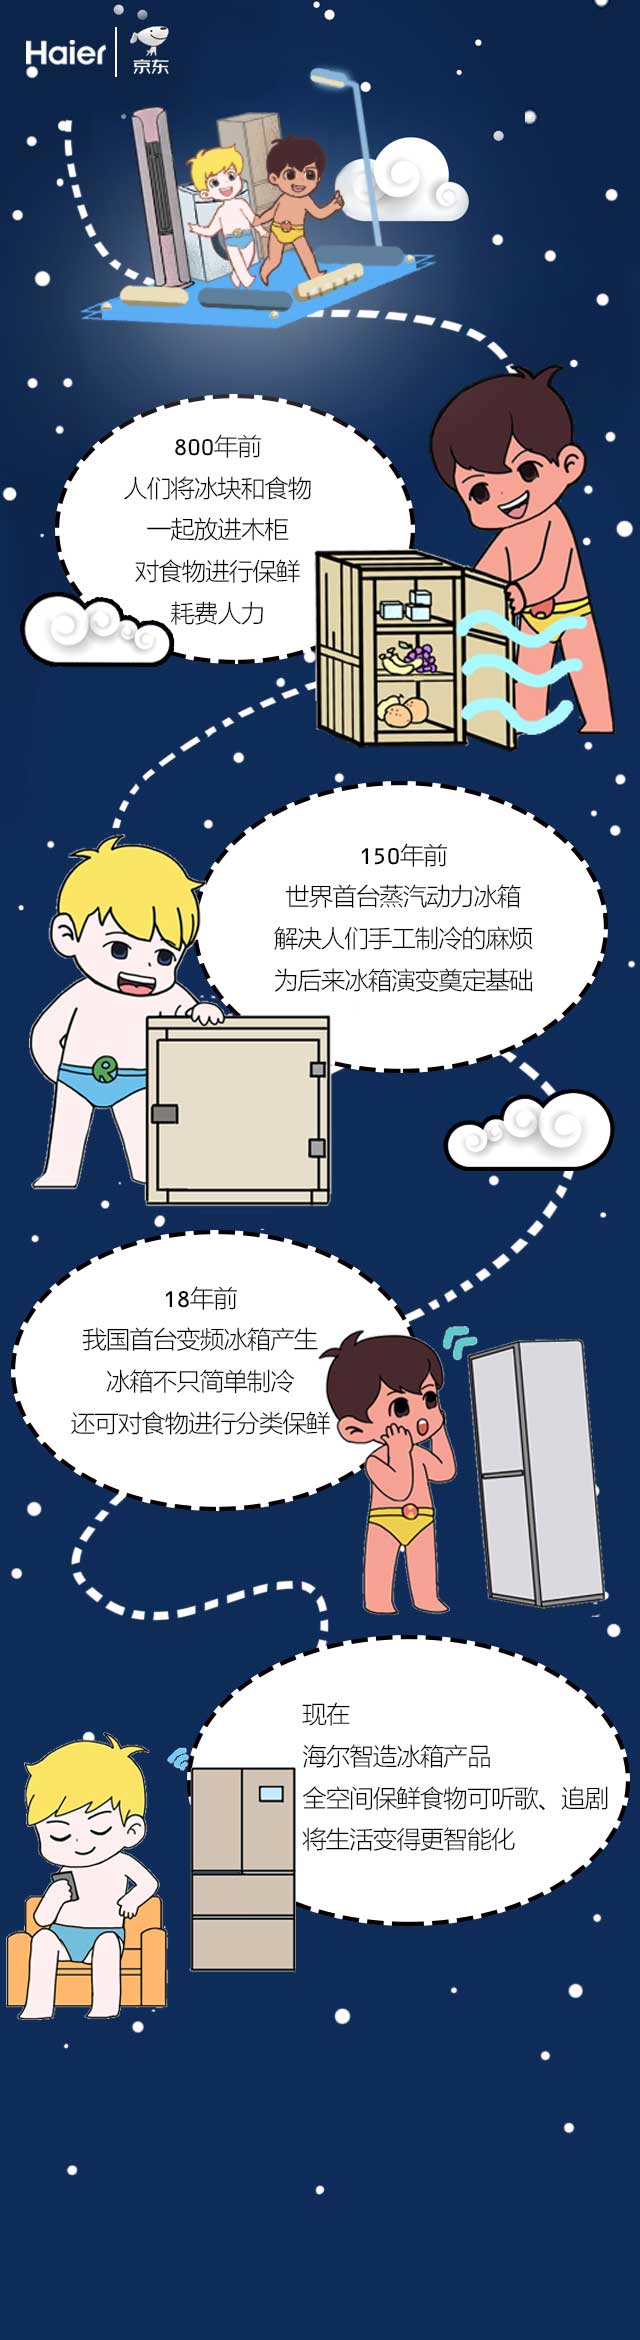 Haier
京东
800年前
人们将冰块和食物
一起放进木柜
对食物进行保鲜
耗费人力
150年前
世界首台蒸汽动力冰箱
解决人们手工制冷的麻烦
为后来冰箱演变奠定基础
R
18年前
我国首台变频冰箱产生
冰箱不只简单制冷
还可对食物进行分类保鲜
现在
海尔智造冰箱产品
全空间保鲜食物可听歌、追剧
将生活变得更智能化